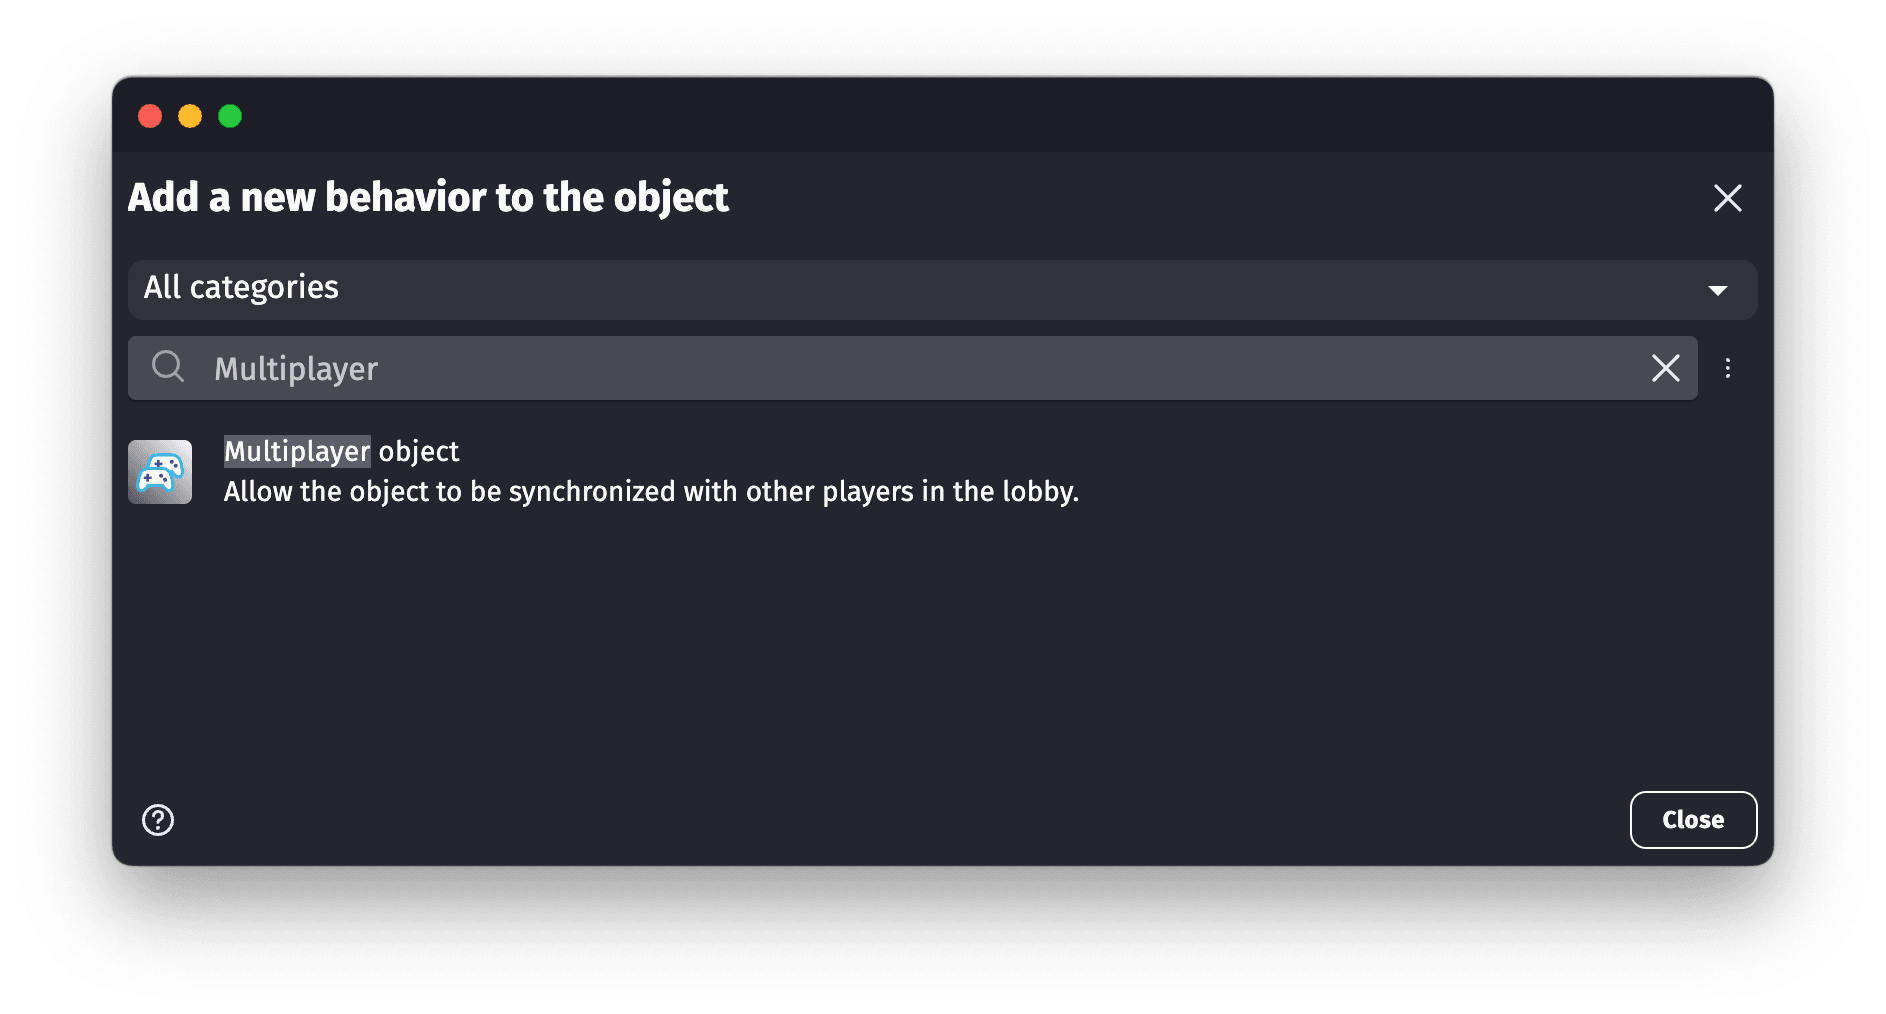 Add a new behavior to the object
All categories
Multiplayer
Multiplayer object
Allow the object to be synchronized with other players in the lobby.
Close